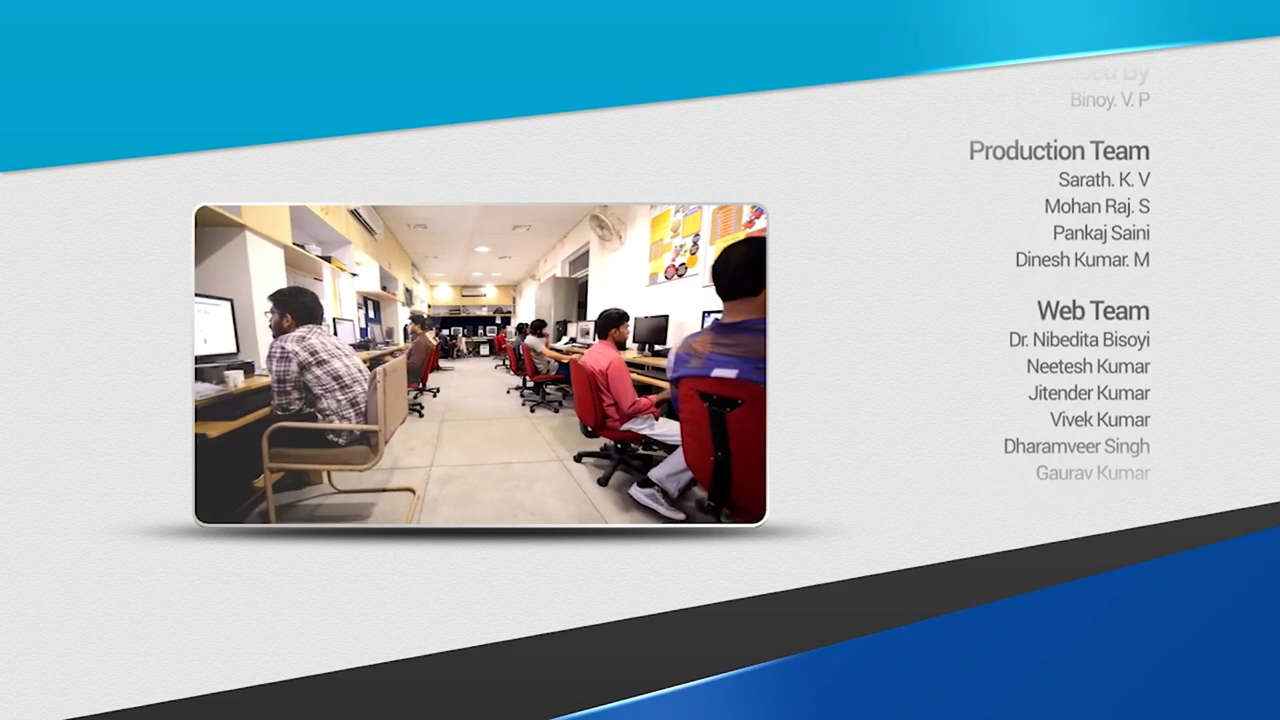 By
Binoy. V. P
Production Team
Sarath. K. V
Mohan Raj. S
Pankaj Saini
Dinesh Kumar. M
Web Team
Dr. Nibedita Bisoyi
Neetesh Kumar
Jitender Kumar
Vivek Kumar
Dharamveer Singh
Gaurav Kumar